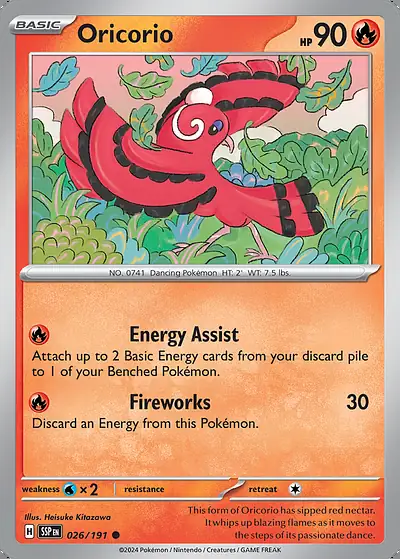 BASIC
Oricorio
HP 90
NO. 0741 Dancing Pokémon HT: 2' WT: 7.5 lbs.
Energy Assist
Attach up to 2 Basic Energy cards from your discard pile
to 1 of your Benched Pokémon.
Fireworks 30
Discard an Energy from this Pokémon.
weakness ×2 resistance retreat
Illus. Heisuke Kitazawa
H SSP EN 026/191
This form of Oricorio has sipped red nectar.
It whips up blazing flames as it moves to
the steps of its passionate dance.
©2024 Pokémon / Nintendo / Creatures / GAME FREAK